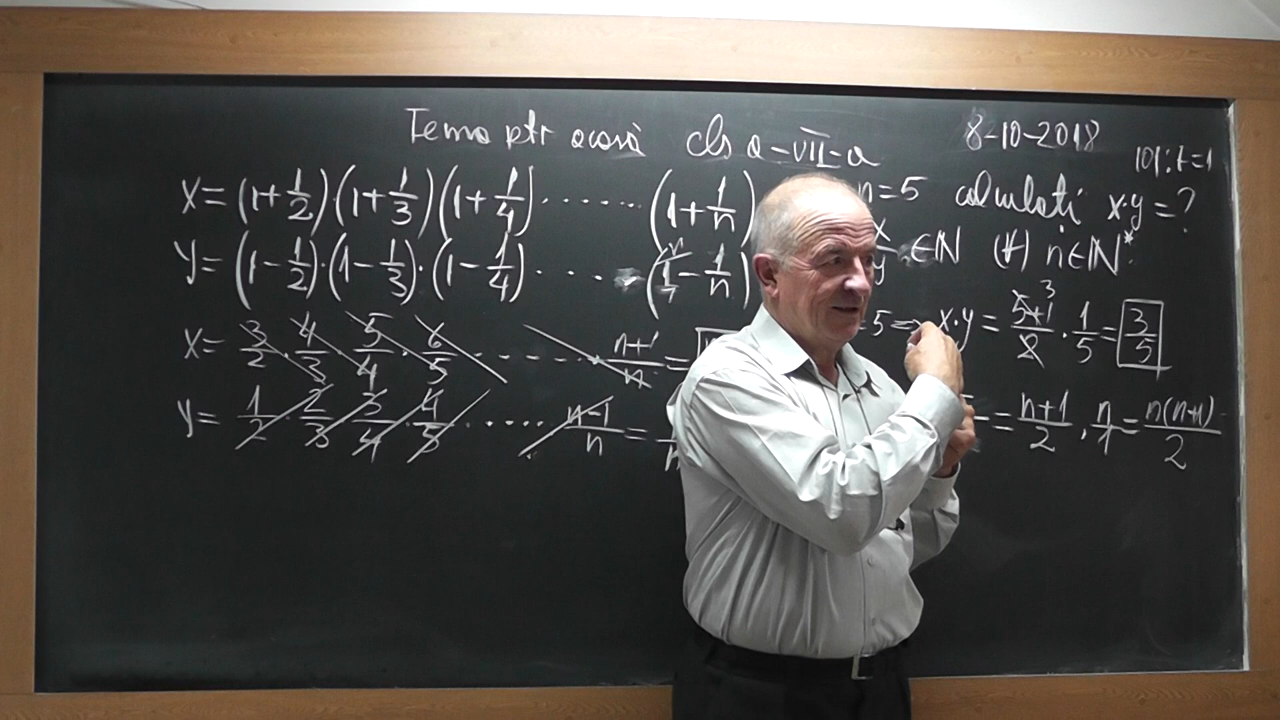 Tema ptr acasă cls a-VII-a 8-10-2018
x=(1+1/2)·(1+1/3)(1+1/4)......(1+1/n) n=5 calculați x·y=?
y=(1-1/2)·(1-1/3)·(1-1/4)....(1/1-1/n) x/y ∈ℕ (∀) n∈ℕ*
x=3/2·4/3·5/4·6/5.......n+1/n= =5=>x·y=5+1/2·1/5=3/5
y=1/2·2/3·3/4·4/5.....n-1/n= =n+1/2·n/1=n(n+1)/2